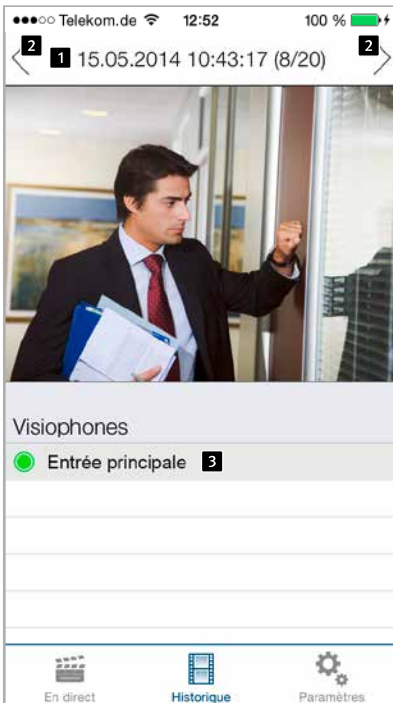 Telekom.de 12:52 100 %
2 1 15.05.2014 10:43:17 (8/20) 2
Visiophones
Entrée principale 3
En direct Historique Paramètres